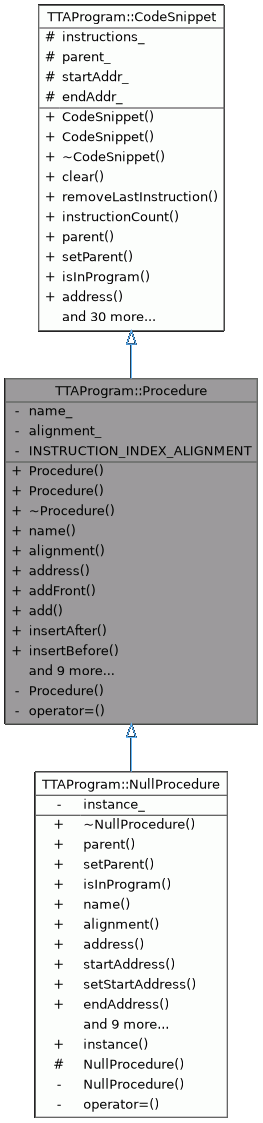 TTAProgram::CodeSnippet
# instructions_
# parent_
# startAddr_
# endAddr_
+ CodeSnippet()
+ CodeSnippet()
+ ~CodeSnippet()
+ clear()
+ removeLastInstruction()
+ instructionCount()
+ parent()
+ setParent()
+ isInProgram()
+ address()
and 30 more...
TTAProgram::Procedure
- name_
- alignment_
- INSTRUCTION_INDEX_ALIGNMENT
+ Procedure()
+ Procedure()
+ ~Procedure()
+ name()
+ alignment()
+ address()
+ addFront()
+ add()
+ insertAfter()
+ insertBefore()
and 9 more...
- Procedure()
- operator=()
TTAProgram::NullProcedure
- instance_
+ ~NullProcedure()
+ parent()
+ setParent()
+ isInProgram()
+ name()
+ alignment()
+ address()
+ startAddress()
+ setStartAddress()
+ endAddress()
and 9 more...
+ instance()
# NullProcedure()
- NullProcedure()
- operator=()